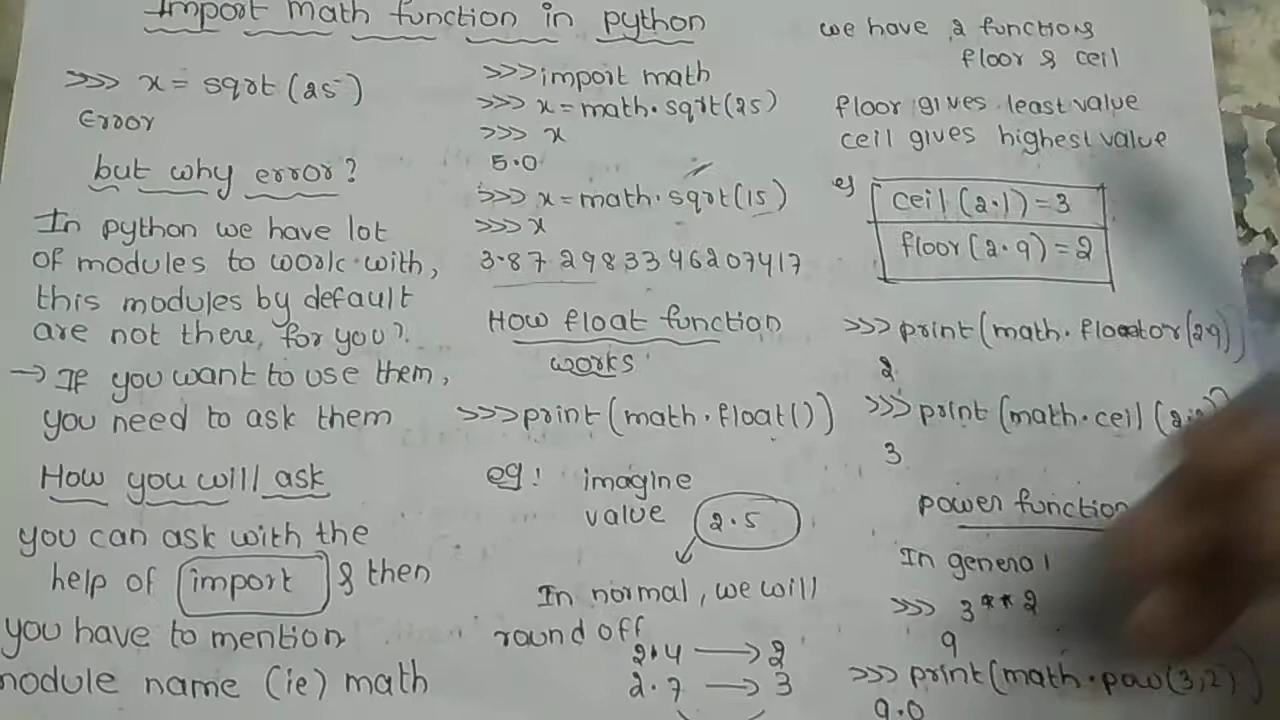 Import math function in python
>>> x = sqrt (25)
Error
but why error?
In python we have lot
of modules to work with,
this modules by default
are not there, for you?.
→ If you want to use them,
you need to ask them
How you will ask
you can ask with the
help of import & then
you have to mention
module name (ie) math
>>> import math
>>> x = math.sqrt(25)
>>> x
5.0
>>> x = math.sqrt(15)
>>> x
3.872983346207417
How float function
works
>>> print(math.float())
eg: imagine
value 2.5
In normal, we will
round off
2.4 → 2
2.7 → 3
we have 2 functions
floor & ceil
floor gives least value
ceil gives highest value
eg ceil (2.1) = 3
floor (2.9) = 2
>>> print(math. (2.9)
2
>>> print (math.ceil (
3
power function
In general
>>> 3**2
9
>>> print(math.pow(3,2)
9.0